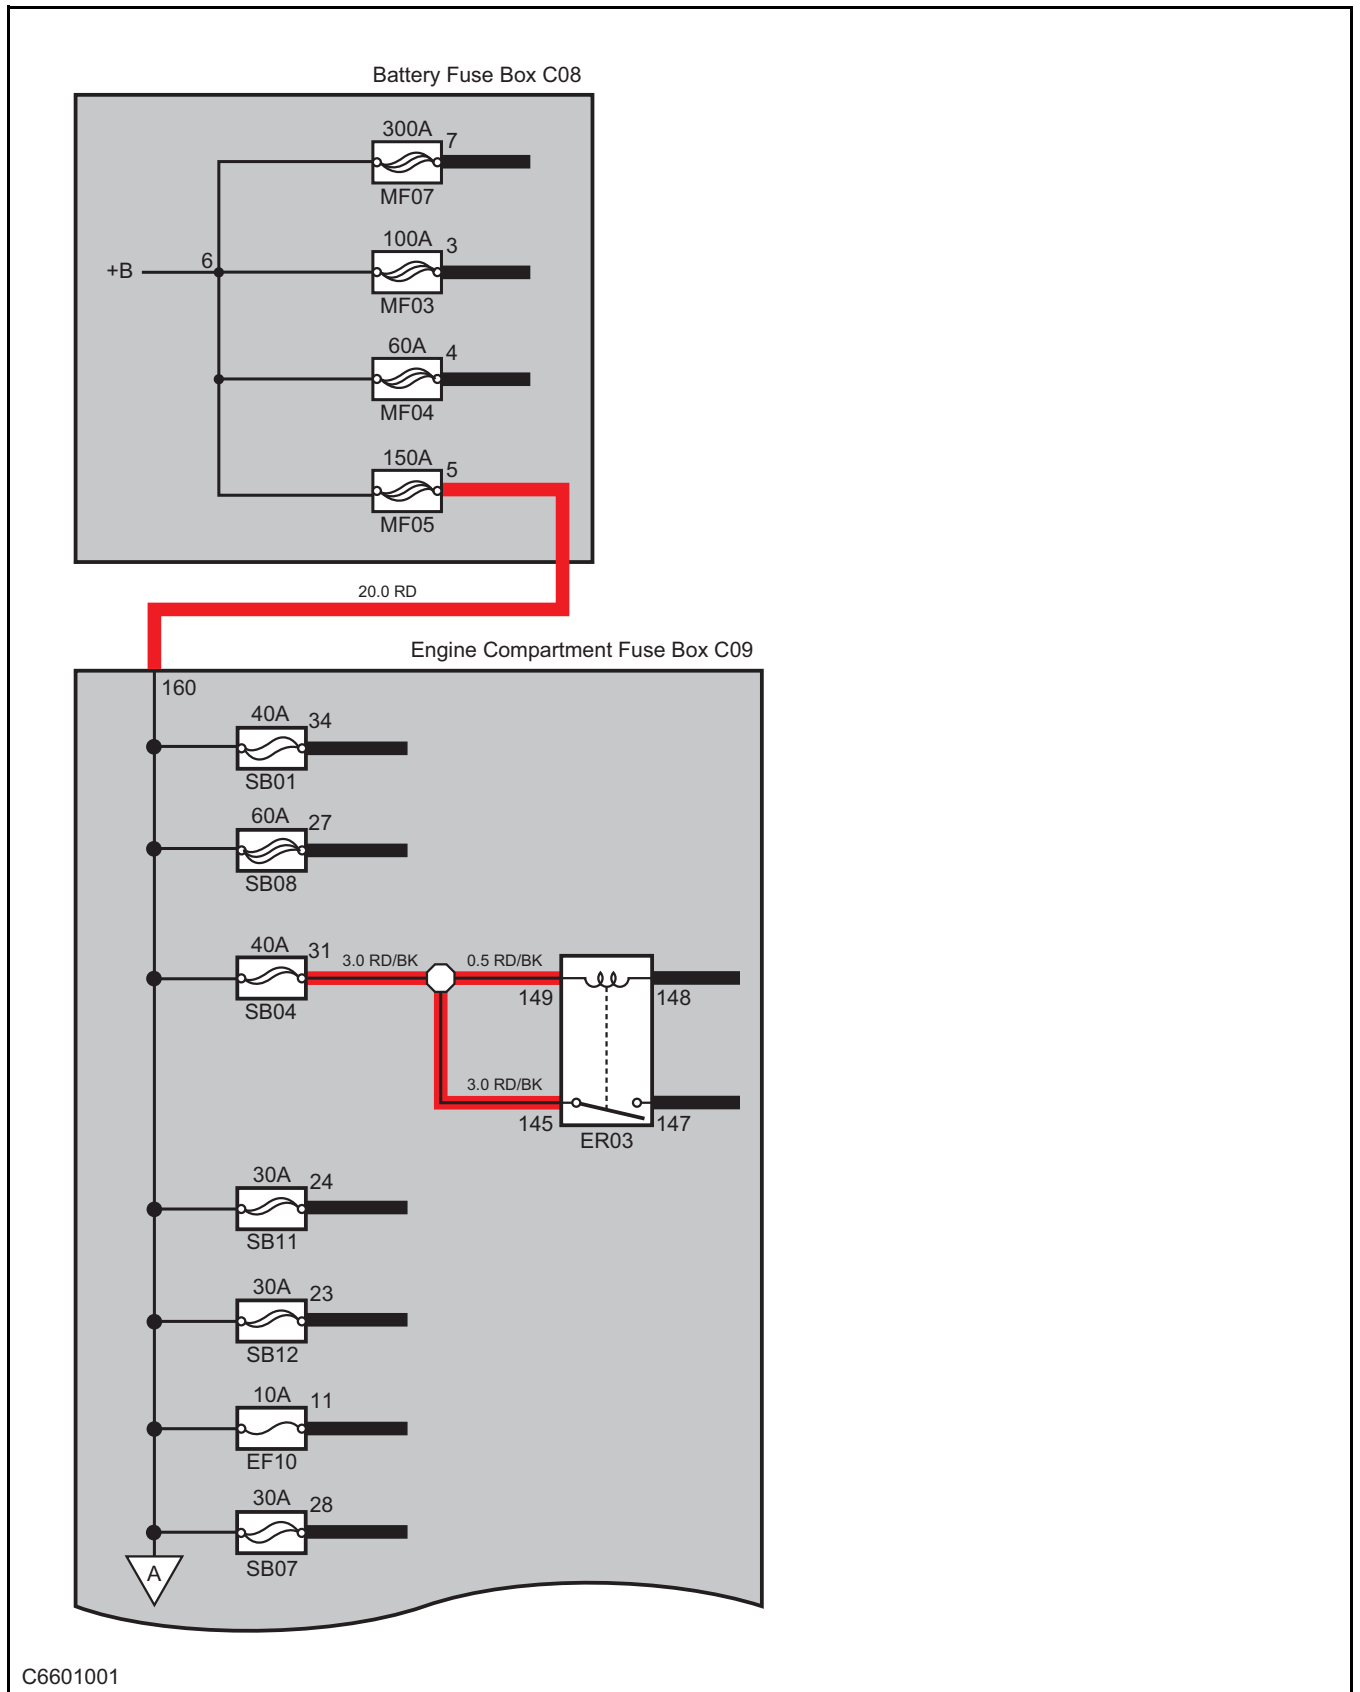 Battery Fuse Box C08
300A 7
MF07
100A 3
+B 6
MF03
60A 4
MF04
150A 5
MF05
20.0 RD
Engine Compartment Fuse Box C09
160
40A 34
SB01
60A 27
SB08
40A 31 3.0 RD/BK 0.5 RD/BK
SB04 149 148
3.0 RD/BK
145 147
ER03
30A 24
SB11
30A 23
SB12
10A 11
EF10
30A 28
SB07
A
C6601001